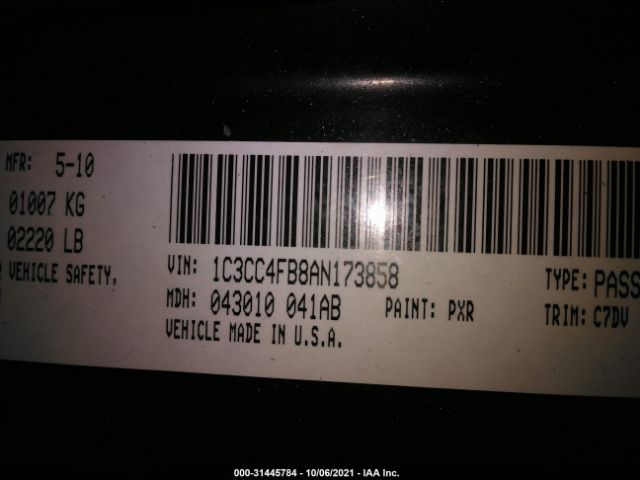 MFR: 5-10
01007 KG
02220 LB
VEHICLE SAFETY,
VIN: 1C3CC4FB8AN173858
TYPE: PASS
MDH: 043010 041AB
PAINT: PXR
TRIM: C7DV
VEHICLE MADE IN U.S.A.
000-31445784 - 10/06/2021 - IAA Inc.